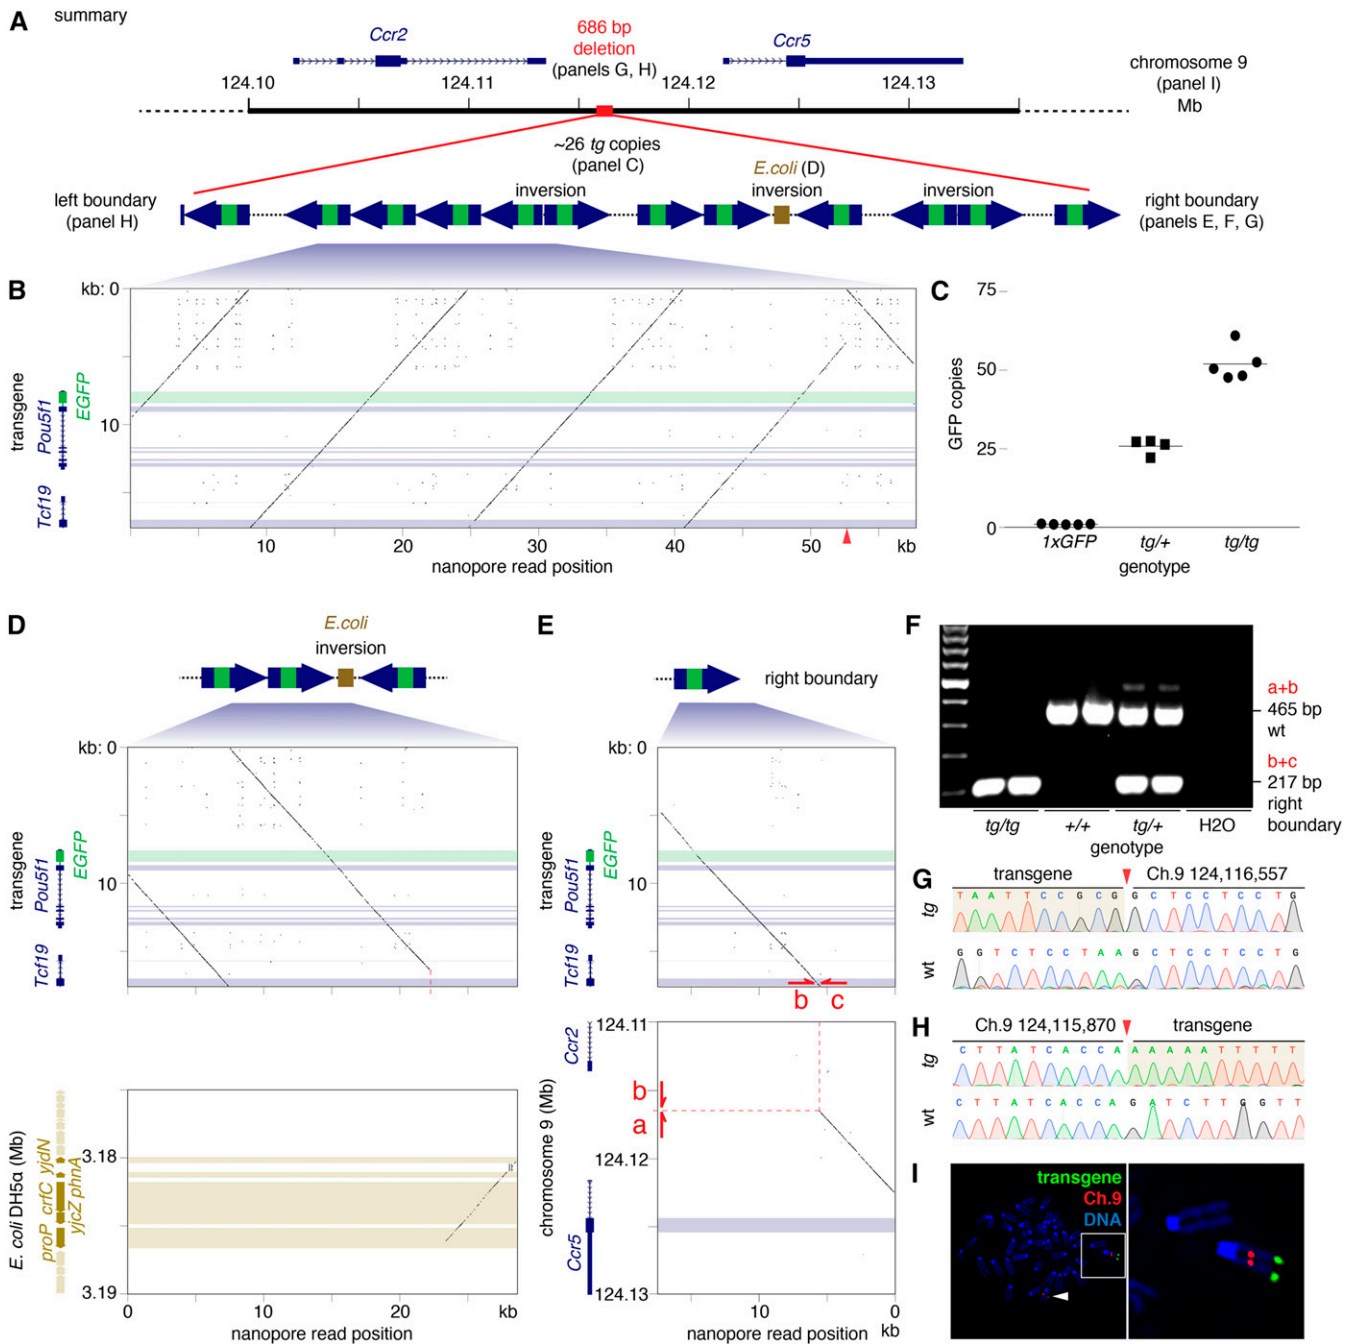 A
summary
Ccr2
686 bp
deletion
(panels G, H)
Ccr5
124.10
124.11
124.12
124.13
chromosome 9
(panel I)
Mb
~26 tg copies
(panel C)
left boundary
(panel H)
inversion
E.coli (D)
inversion
inversion
right boundary
(panels E, F, G)
B
kb: 0
10
transgene
Tcf19
Pou5f1
EGFP
10
20
30
40
50
kb
nanopore read position
C
75
50
25
0
GFP copies
1xGFP
tg/+
tg/tg
genotype
D
E.coli
inversion
kb: 0
10
transgene
Tcf19
Pou5f1
EGFP
E. coli DH5α (Mb)
proP
crfC
yjdN
yjcZ
phnA
3.18
3.19
0
10
20
kb
nanopore read position
E
right boundary
kb: 0
10
transgene
Tcf19
Pou5f1
EGFP
b
c
124.11
124.12
124.13
b
a
chromosome 9 (Mb)
Ccr2
Ccr5
10
0
kb
nanopore read position
F
a+b
465 bp
wt
b+c
217 bp
right
boundary
tg/tg
+/+
tg/+
H2O
genotype
G
transgene
Ch.9 124,116,557
tg
T A A T T C C G C G G C T C C T C C T G
wt
G G T C T C C T A A G C T C C T C C T G
H
Ch.9 124,115,870
transgene
tg
C T T A T C A C C A A A A A A T T T T T
wt
C T T A T C A C C A G A T C T T G G T T
I
transgene
Ch.9
DNA